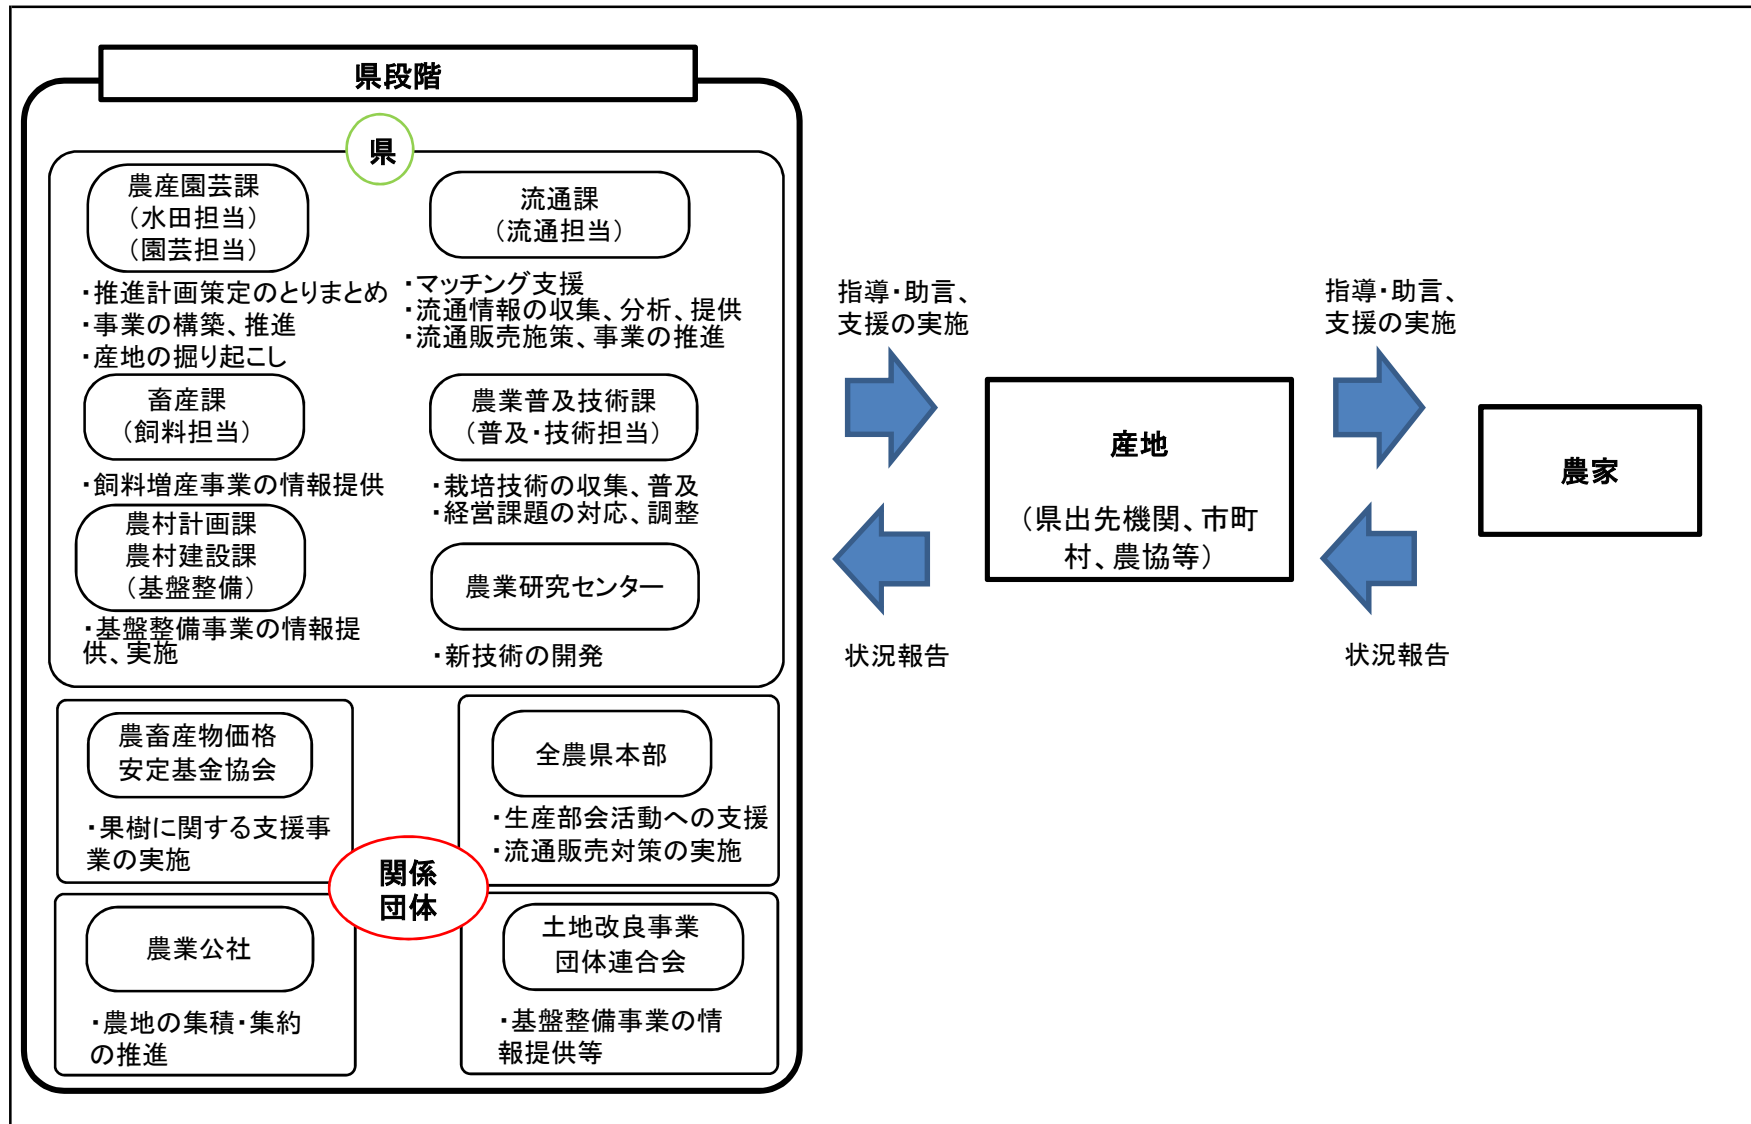 県段階
県
農産園芸課
（水田担当）
（園芸担当）
・推進計画策定のとりまとめ
・事業の構築、推進
・産地の掘り起こし
流通課
（流通担当）
・マッチング支援
・流通情報の収集、分析、提供
・流通販売施策、事業の推進
畜産課
（飼料担当）
・飼料増産事業の情報提供
農業普及技術課
（普及・技術担当）
・栽培技術の収集、普及
・経営課題の対応、調整
農村計画課
農村建設課
（基盤整備）
・基盤整備事業の情報提
供、実施
農業研究センター
・新技術の開発
農畜産物価格
安定基金協会
・果樹に関する支援事
業の実施
全農県本部
・生産部会活動への支援
・流通販売対策の実施
関係
団体
農業公社
・農地の集積・集約
の推進
土地改良事業
団体連合会
・基盤整備事業の情
報提供等
指導・助言、
支援の実施
状況報告
産地
（県出先機関、市町
村、農協等）
指導・助言、
支援の実施
状況報告
農家